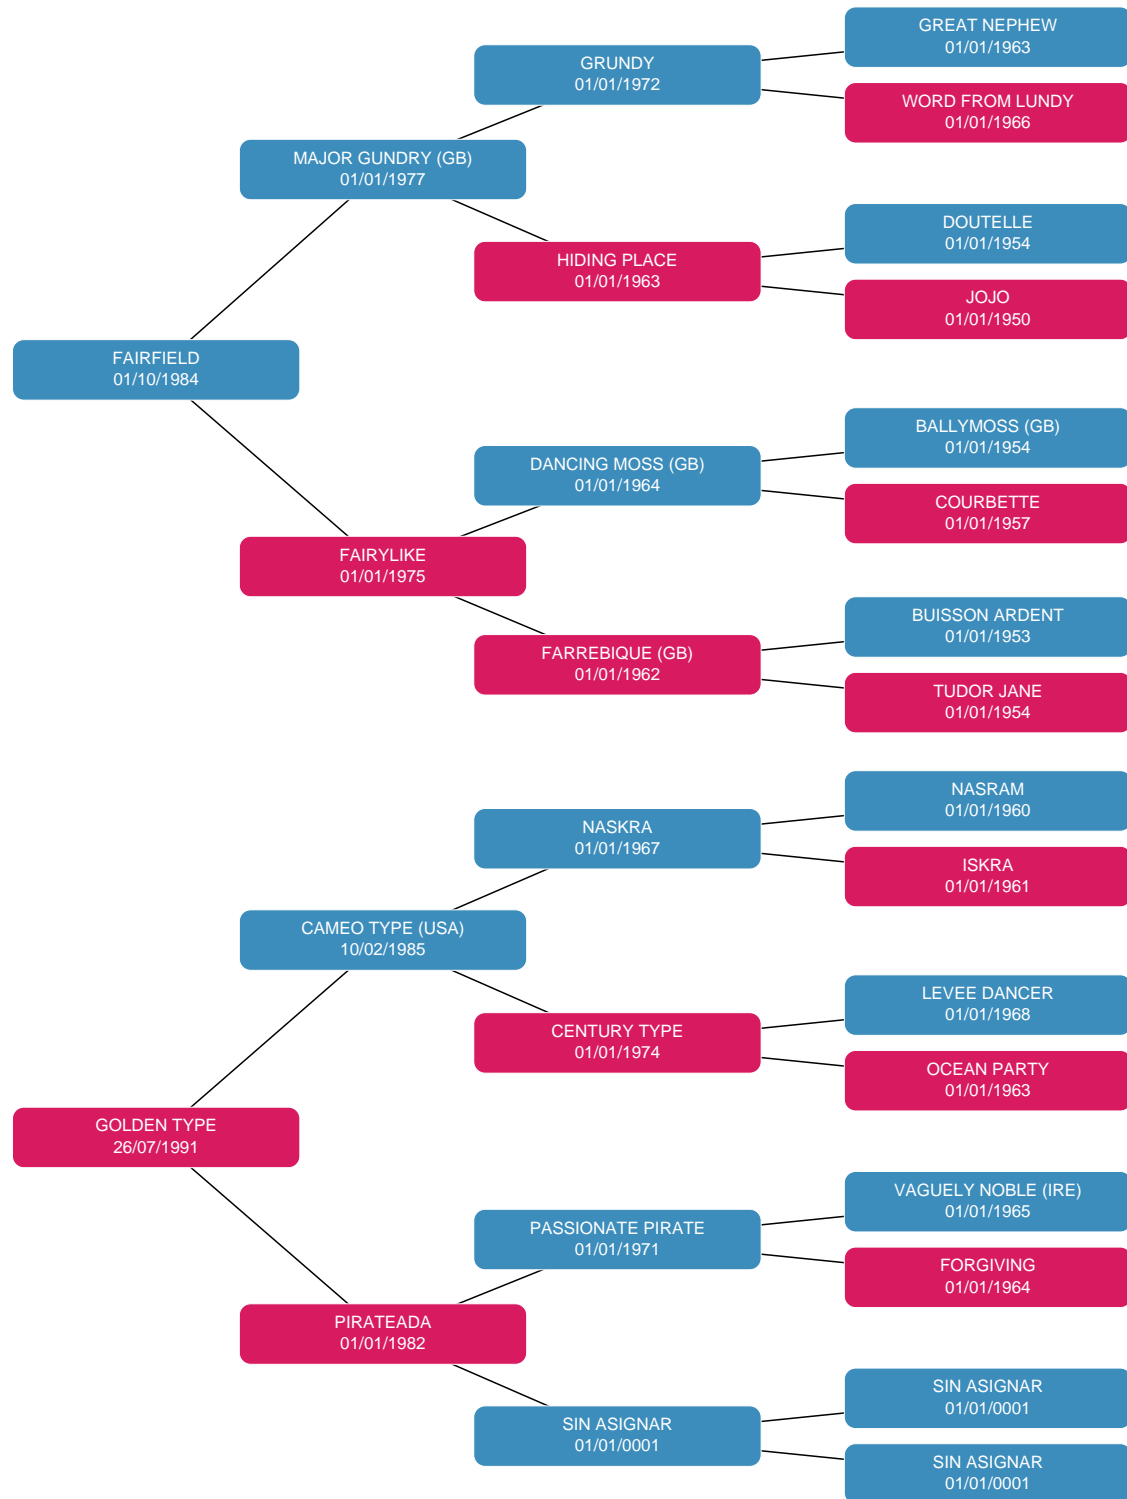 GREAT NEPHEW
01/01/1963
GRUNDY
01/01/1972
WORD FROM LUNDY
01/01/1966
MAJOR GUNDRY (GB)
01/01/1977
DOUTELLE
01/01/1954
HIDING PLACE
01/01/1963
JOJO
01/01/1950
FAIRFIELD
01/10/1984
BALLYMOSS (GB)
01/01/1954
DANCING MOSS (GB)
01/01/1964
COURBETTE
01/01/1957
FAIRYLIKE
01/01/1975
BUISSON ARDENT
01/01/1953
FARREBIQUE (GB)
01/01/1962
TUDOR JANE
01/01/1954
NASRAM
01/01/1960
NASKRA
01/01/1967
ISKRA
01/01/1961
CAMEO TYPE (USA)
10/02/1985
LEVEE DANCER
01/01/1968
CENTURY TYPE
01/01/1974
OCEAN PARTY
01/01/1963
GOLDEN TYPE
26/07/1991
VAGUELY NOBLE (IRE)
01/01/1965
PASSIONATE PIRATE
01/01/1971
FORGIVING
01/01/1964
PIRATEADA
01/01/1982
SIN ASIGNAR
01/01/0001
SIN ASIGNAR
01/01/0001
SIN ASIGNAR
01/01/0001